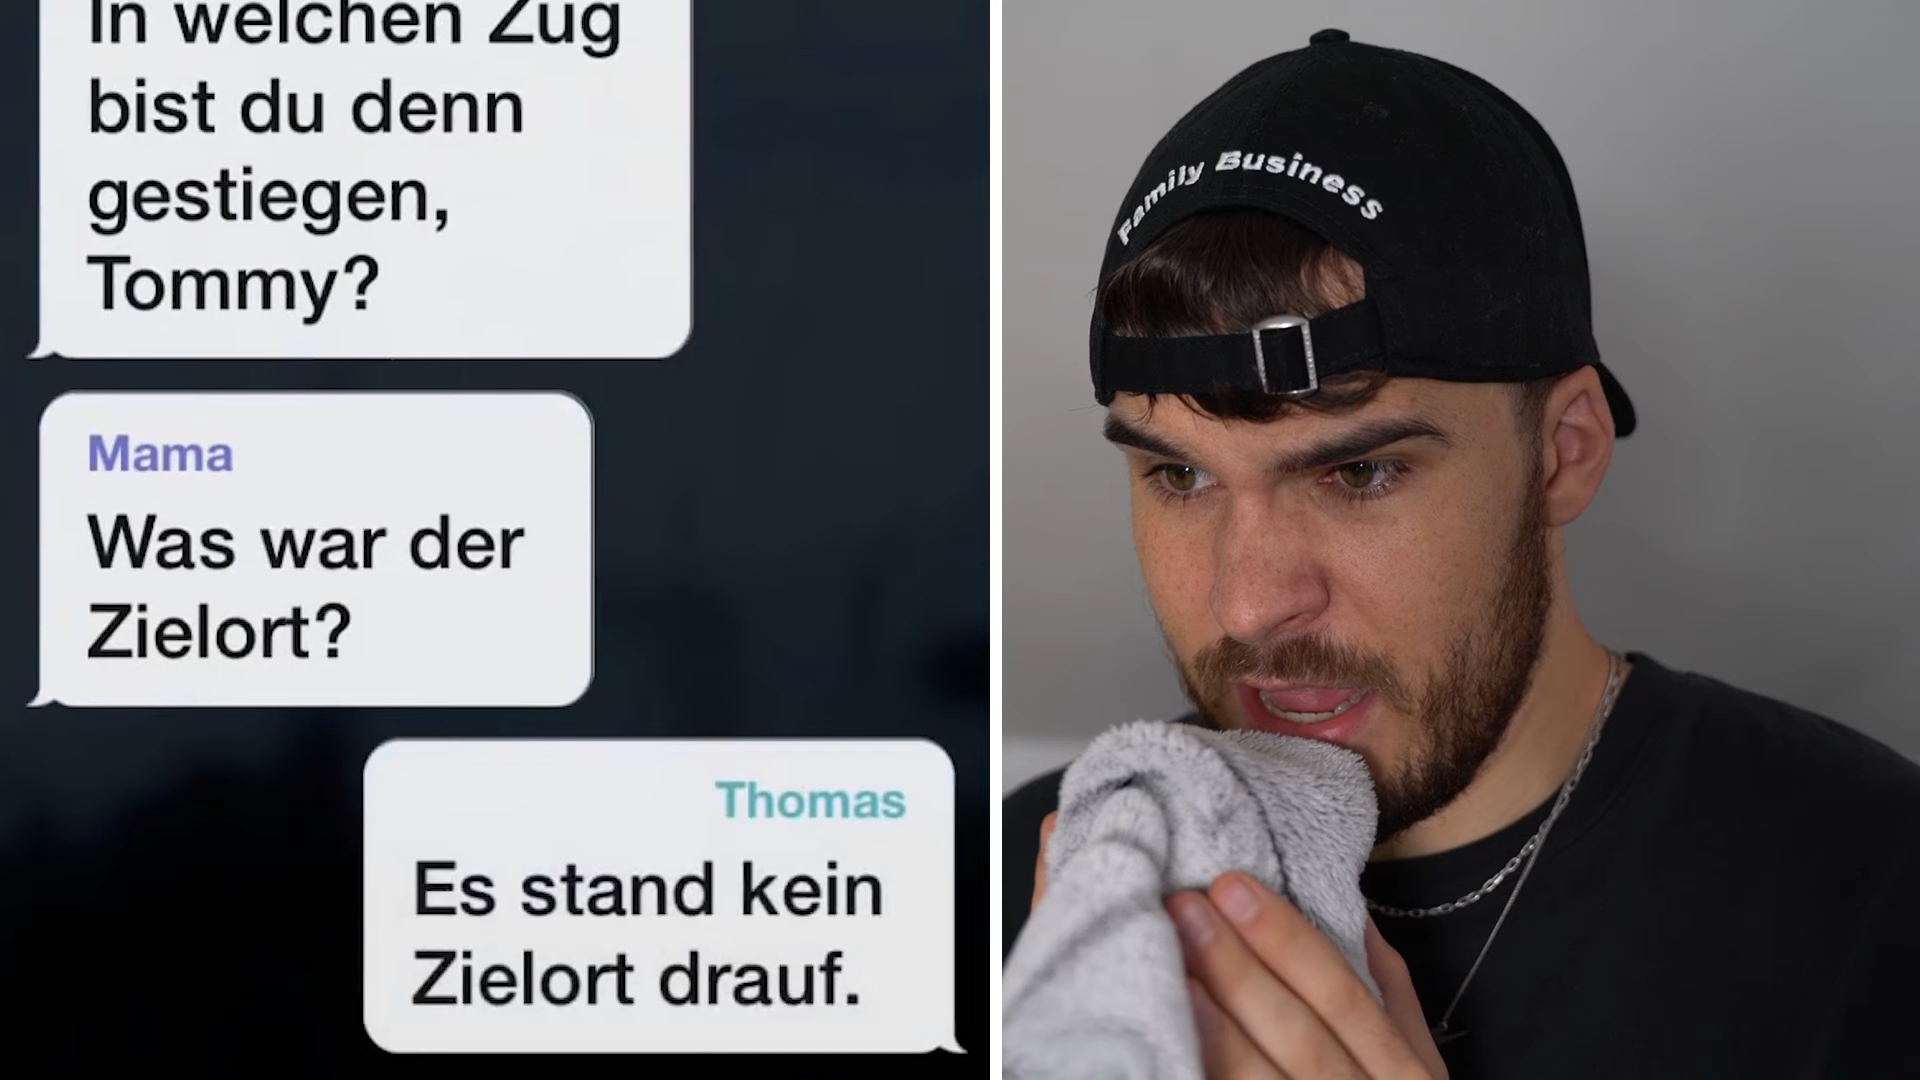 In welchen Zug
bist du denn
gestiegen,
Tommy?
Mama
Was war der
Zielort?
Thomas
Es stand kein
Zielort drauf.
Family Business